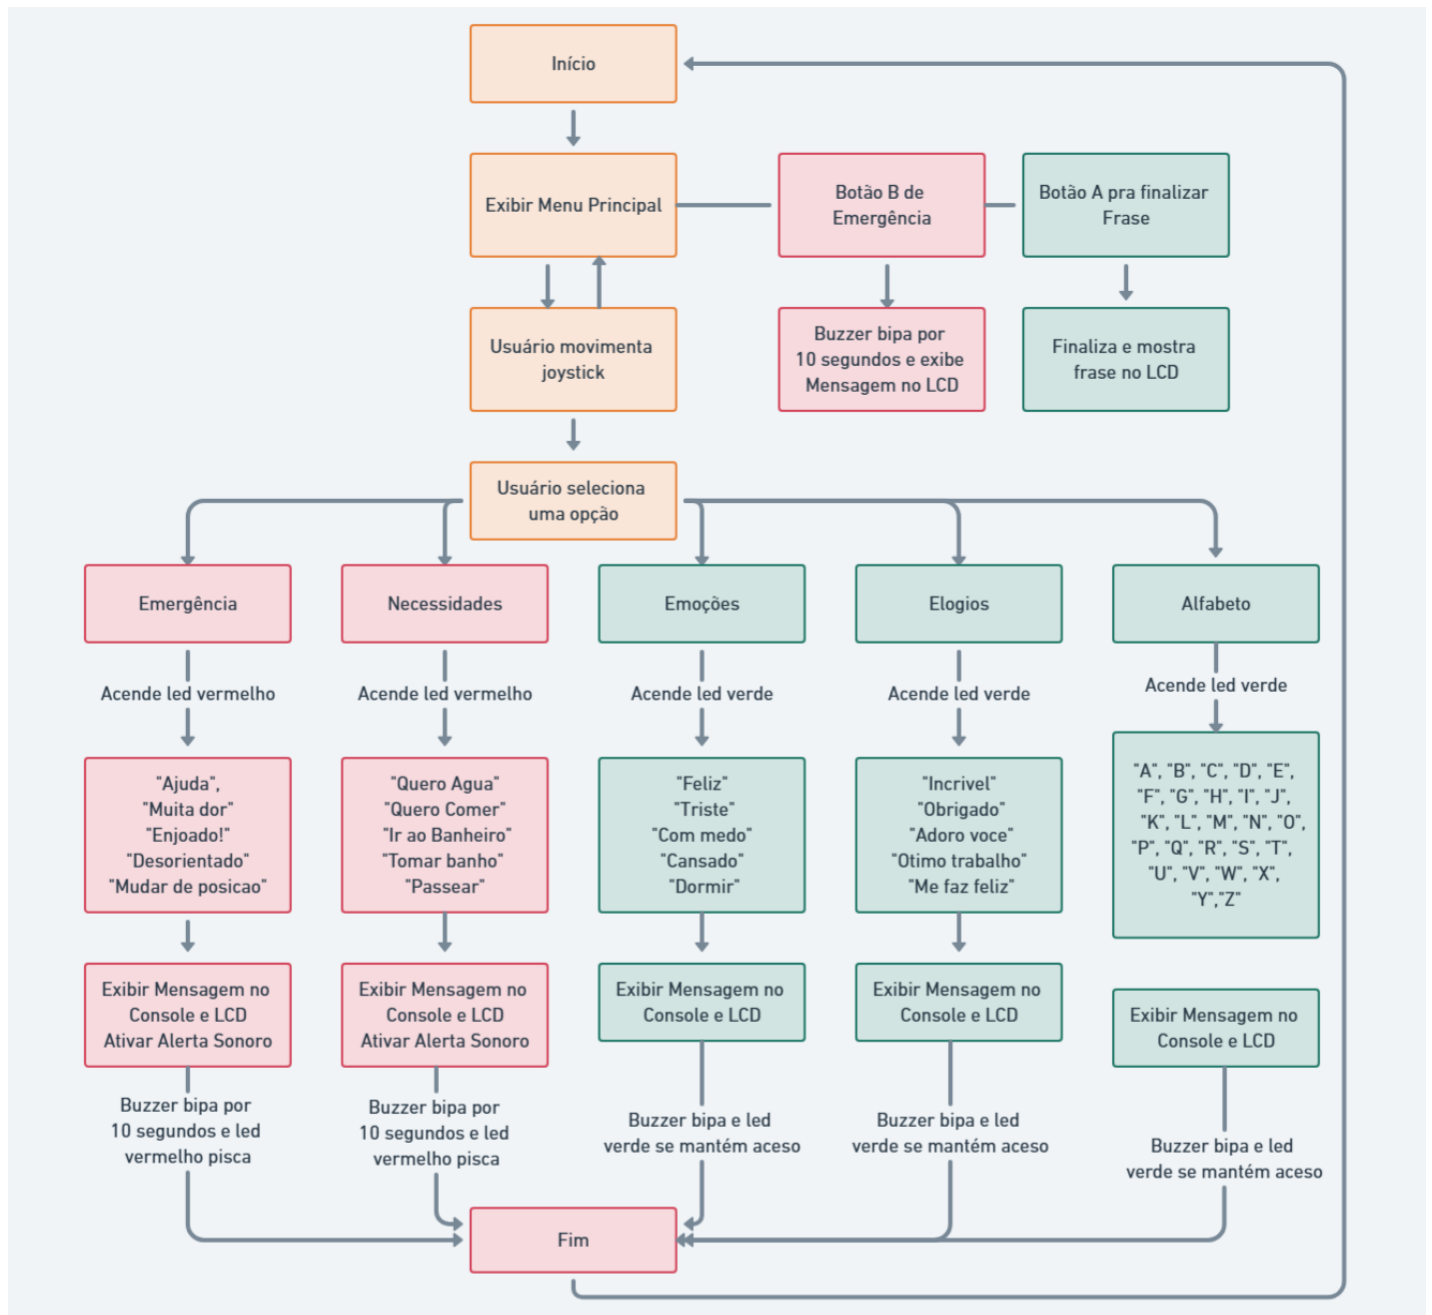 Início
Exibir Menu Principal
Botão B de
Emergência
Botão A pra finalizar
Frase
Usuário movimenta
joystick
Buzzer bipa por
10 segundos e exibe
Mensagem no LCD
Finaliza e mostra
frase no LCD
Usuário seleciona
uma opção
Emergência
Necessidades
Emoções
Elogios
Alfabeto
Acende led vermelho
Acende led vermelho
Acende led verde
Acende led verde
Acende led verde
"Ajuda",
"Muita dor"
"Enjoado!"
"Desorientado"
"Mudar de posicao"
"Quero Agua"
"Quero Comer"
"Ir ao Banheiro"
"Tomar banho"
"Passear"
"Feliz"
"Triste"
"Com medo"
"Cansado"
"Dormir"
"Incrivel"
"Obrigado"
"Adoro voce"
"Otimo trabalho"
"Me faz feliz"
"A", "B", "C", "D", "E",
"F", "G", "H", "I", "J",
"K", "L", "M", "N", "O",
"P", "Q", "R", "S", "T",
"U", "V", "W", "X",
"Y","Z"
Exibir Mensagem no
Console e LCD
Ativar Alerta Sonoro
Exibir Mensagem no
Console e LCD
Ativar Alerta Sonoro
Exibir Mensagem no
Console e LCD
Exibir Mensagem no
Console e LCD
Exibir Mensagem no
Console e LCD
Buzzer bipa por
10 segundos e led
vermelho pisca
Buzzer bipa por
10 segundos e led
vermelho pisca
Buzzer bipa e led
verde se mantém aceso
Buzzer bipa e led
verde se mantém aceso
Buzzer bipa e led
verde se mantém aceso
Fim